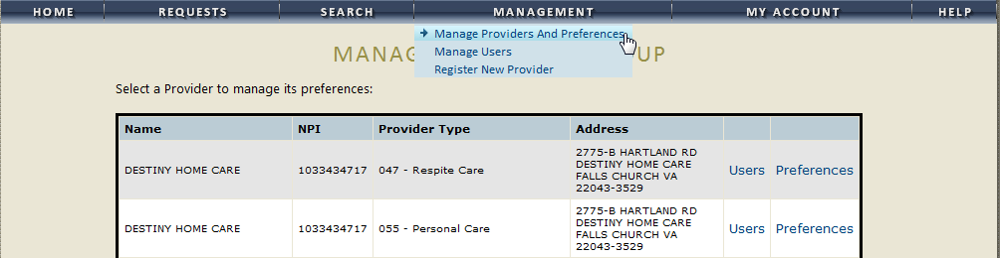 HOME REQUESTS SEARCH MANAGEMENT MY ACCOUNT HELP
Manage Providers And Preferences
Manage Users
Register New Provider
MANAG UP
Select a Provider to manage its preferences:
Name NPI Provider Type Address
DESTINY HOME CARE 1033434717 047 - Respite Care 2775-B HARTLAND RD
DESTINY HOME CARE
FALLS CHURCH VA
22043-3529
Users Preferences
DESTINY HOME CARE 1033434717 055 - Personal Care 2775-B HARTLAND RD
DESTINY HOME CARE
FALLS CHURCH VA
22043-3529
Users Preferences